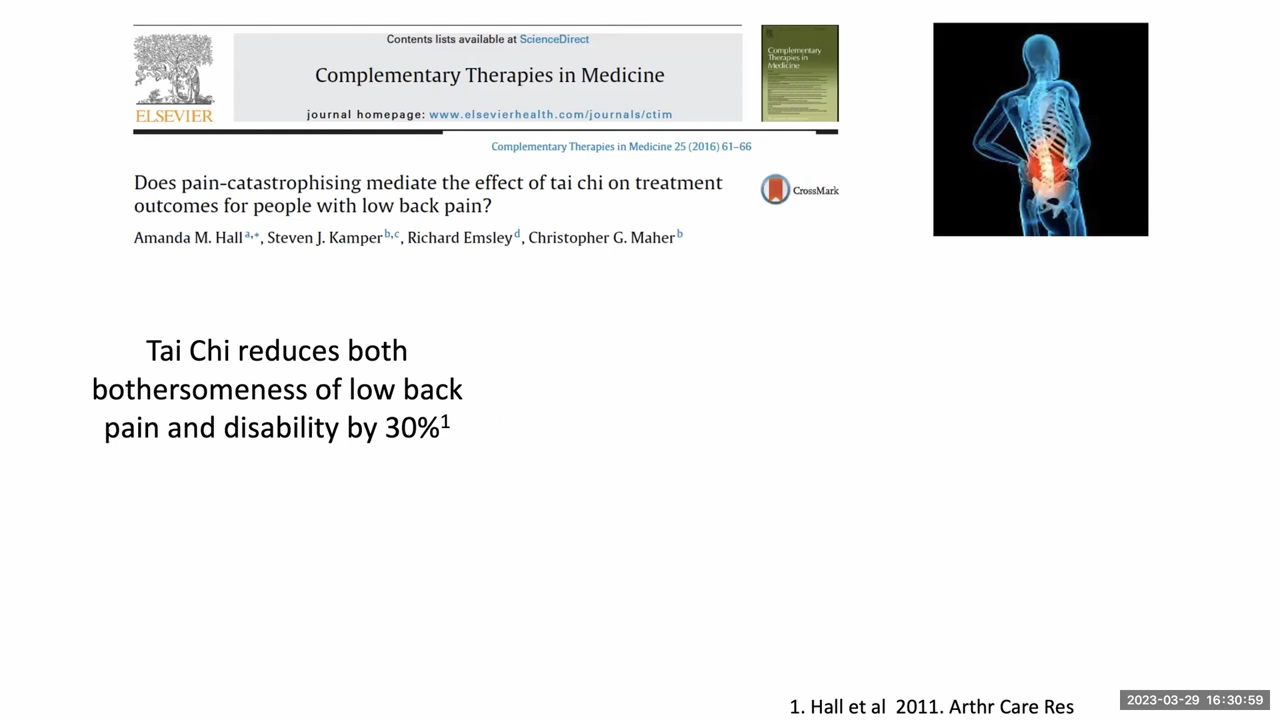 Contents lists available at ScienceDirect
Complementary Therapies in Medicine
journal homepage: www.elsevierhealth.com/journals/ctim
ELSEVIER
Complementary
Therapies in
Medicine
Complementary Therapies in Medicine 25 (2016) 61–66
Does pain-catastrophising mediate the effect of tai chi on treatment
outcomes for people with low back pain?
CrossMark
Amanda M. Hall a,*, Steven J. Kamper b,c, Richard Emsley d, Christopher G. Maher b
Tai Chi reduces both
bothersomeness of low back
pain and disability by 30%1
1. Hall et al  2011. Arthr Care Res
2023-03-29 16:30:59